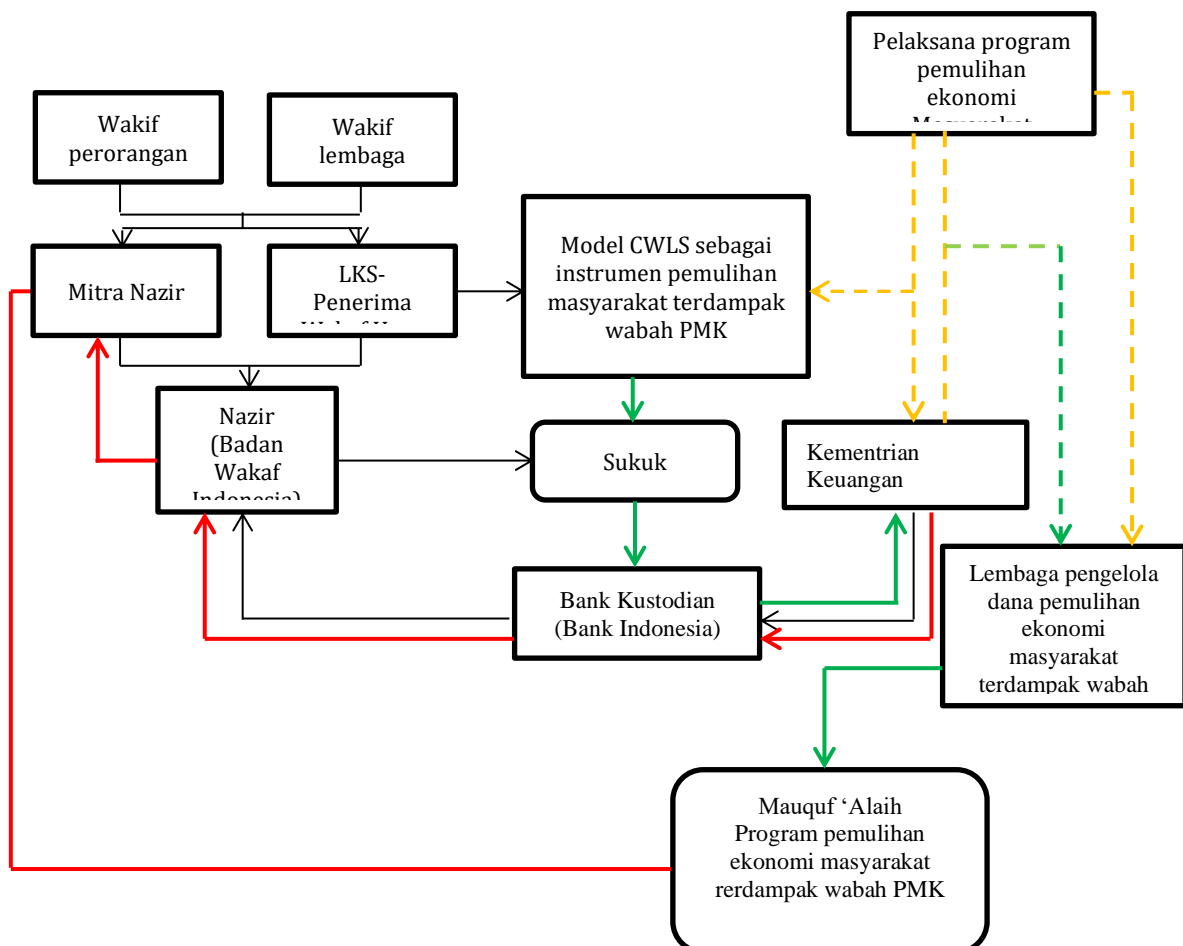 Pelaksana program
pemulihan
ekonomi
Wakif
perorangan
Wakif
lembaga
Model CWLS sebagai
instrumen pemulihan
masyarakat terdampak
wabah PMK
Mitra Nazir
LKS-
Penerima
Nazir
(Badan
Wakaf
Indonesia)
Sukuk
Kementrian
Keuangan
Bank Kustodian
(Bank Indonesia)
Lembaga pengelola
dana pemulihan
ekonomi
masyarakat
terdampak wabah
Mauquf ‘Alaih
Program pemulihan
ekonomi masyarakat
rerdampak wabah PMK